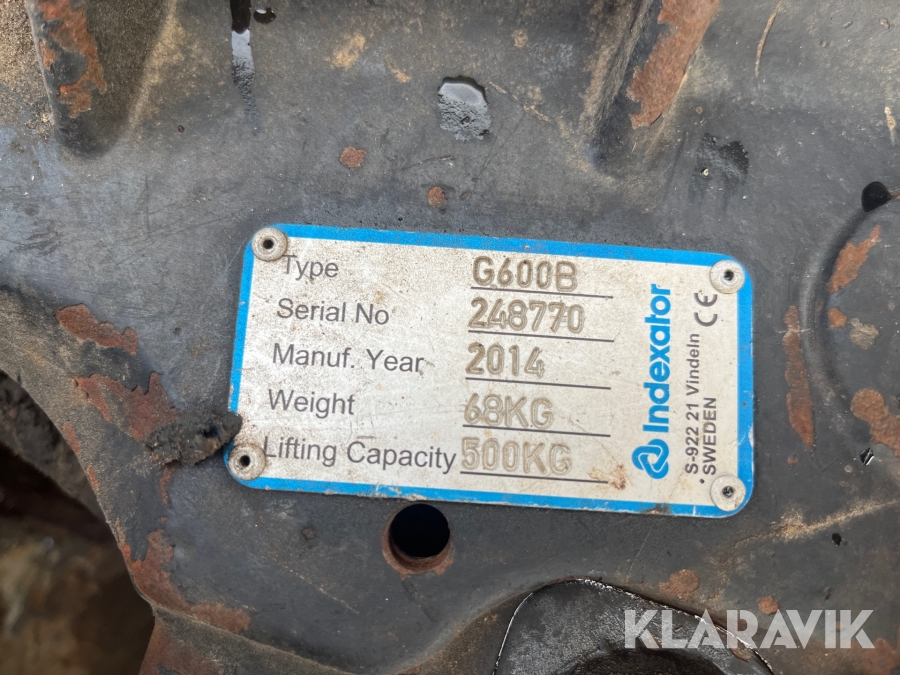 Type G600B
Serial No 248770
Manuf. Year 2014
Weight 68KG
Lifting Capacity 500KG
Indexator
S-922 21 Vindeln CE
SWEDEN
KLARAVIK